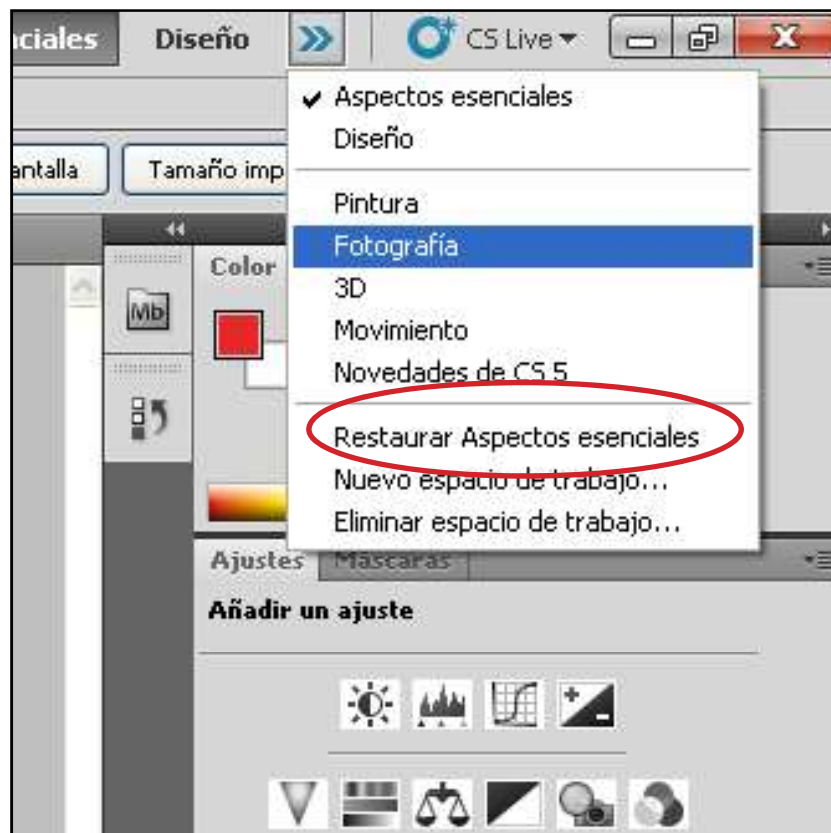 ciales Diseño CS Live
Aspectos esenciales
Diseño
antalla Tamaño imp
Pintura
Fotografía
Color
3D
Mb
Movimiento
Novedades de CS 5
Restaurar Aspectos esenciales
Nuevo espacio de trabajo...
Eliminar espacio de trabajo...
Ajustes Máscaras
Añadir un ajuste